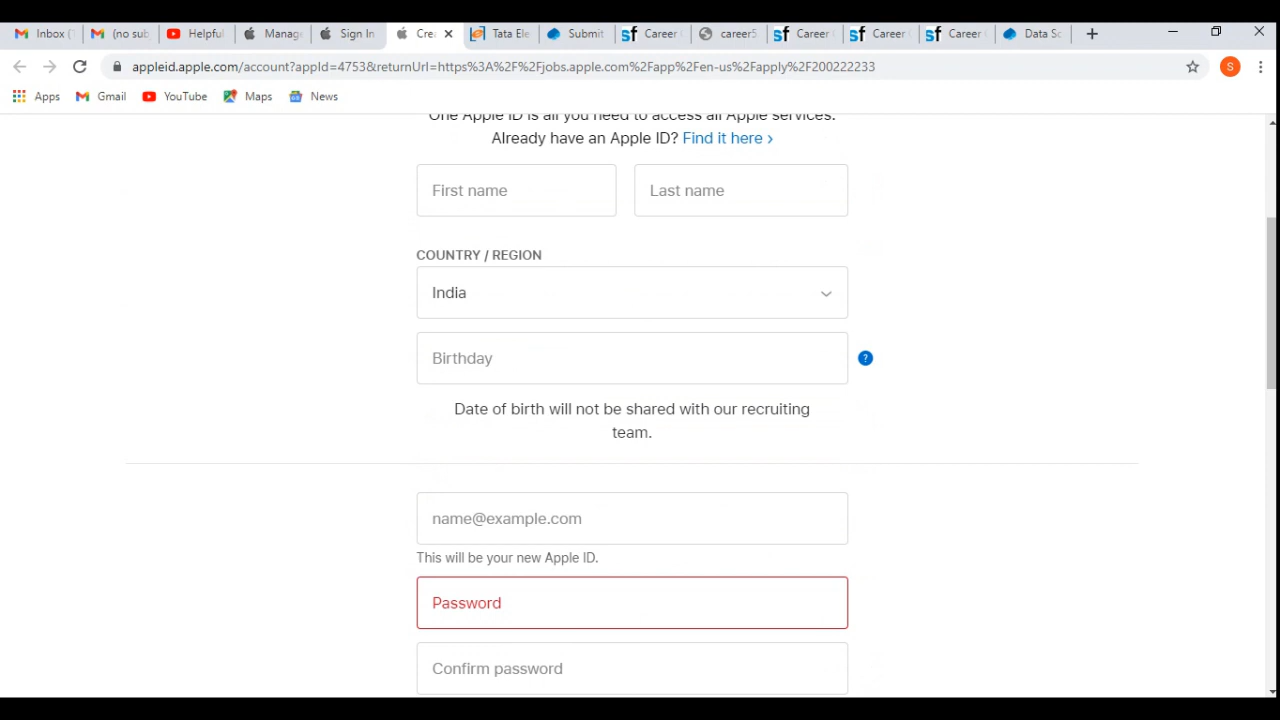 Inbox (
(no sub
Helpful
Manag
Sign In
Cre
Tata Ele
Submit
Career
career5
Career
Career
Career
Data Sc
appleid.apple.com/account?appId=4753&returnUrl=https%3A%2F%2Fjobs.apple.com%2Fapp%2Fen-us%2Fapply%2F200222233
S
Apps
Gmail
YouTube
Maps
News
One Apple ID is all you need to access all Apple services.
Already have an Apple ID? Find it here >
First name
Last name
COUNTRY / REGION
India
Birthday
?
Date of birth will not be shared with our recruiting
team.
name@example.com
This will be your new Apple ID.
Password
Confirm password